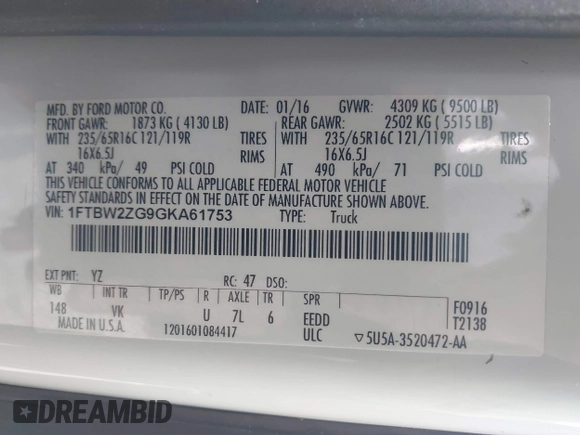 MFD. BY FORD MOTOR CO. DATE: 01/16 GVWR: 4309 KG ( 9500 LB)
FRONT GAWR: 1873 KG ( 4130 LB) REAR GAWR: 2502 KG ( 5515 LB)
WITH 235/65R16C 121/119R TIRES WITH 235/65R16C 121/119R TIRES
16X6.5J RIMS 16X6.5J RIMS
AT 340 kPa/ 49 PSI COLD AT 490 kPa/ 71 PSI COLD
THIS VEHICLE CONFORMS TO ALL APPLICABLE FEDERAL MOTOR VEHICLE
SAFETY STANDARDS IN EFFECT ON THE DATE OF MANUFACTURE SHOWN ABOVE.
VIN: 1FTBW2ZG9GKA61753 TYPE: Truck
EXT PNT: YZ RC: 47 DSO:
WB INT TR TP/PS R AXLE TR SPR F0916
148 VK U 7L 6 EEDD T2138
MADE IN U.S.A. 1201601084417 ULC ▽5U5A-3520472-AA
DREAMBID